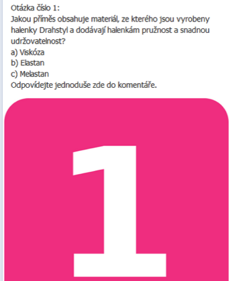 Otázka číslo 1:
Jakou příměs obsahuje materiál, ze kterého jsou vyrobeny
halenky Drahstyl a dodávají halenkám pružnost a snadnou
udržovatelnost?
a) Viskóza
b) Elastan
c) Melastan
Odpovídejte jednoduše zde do komentáře.
1